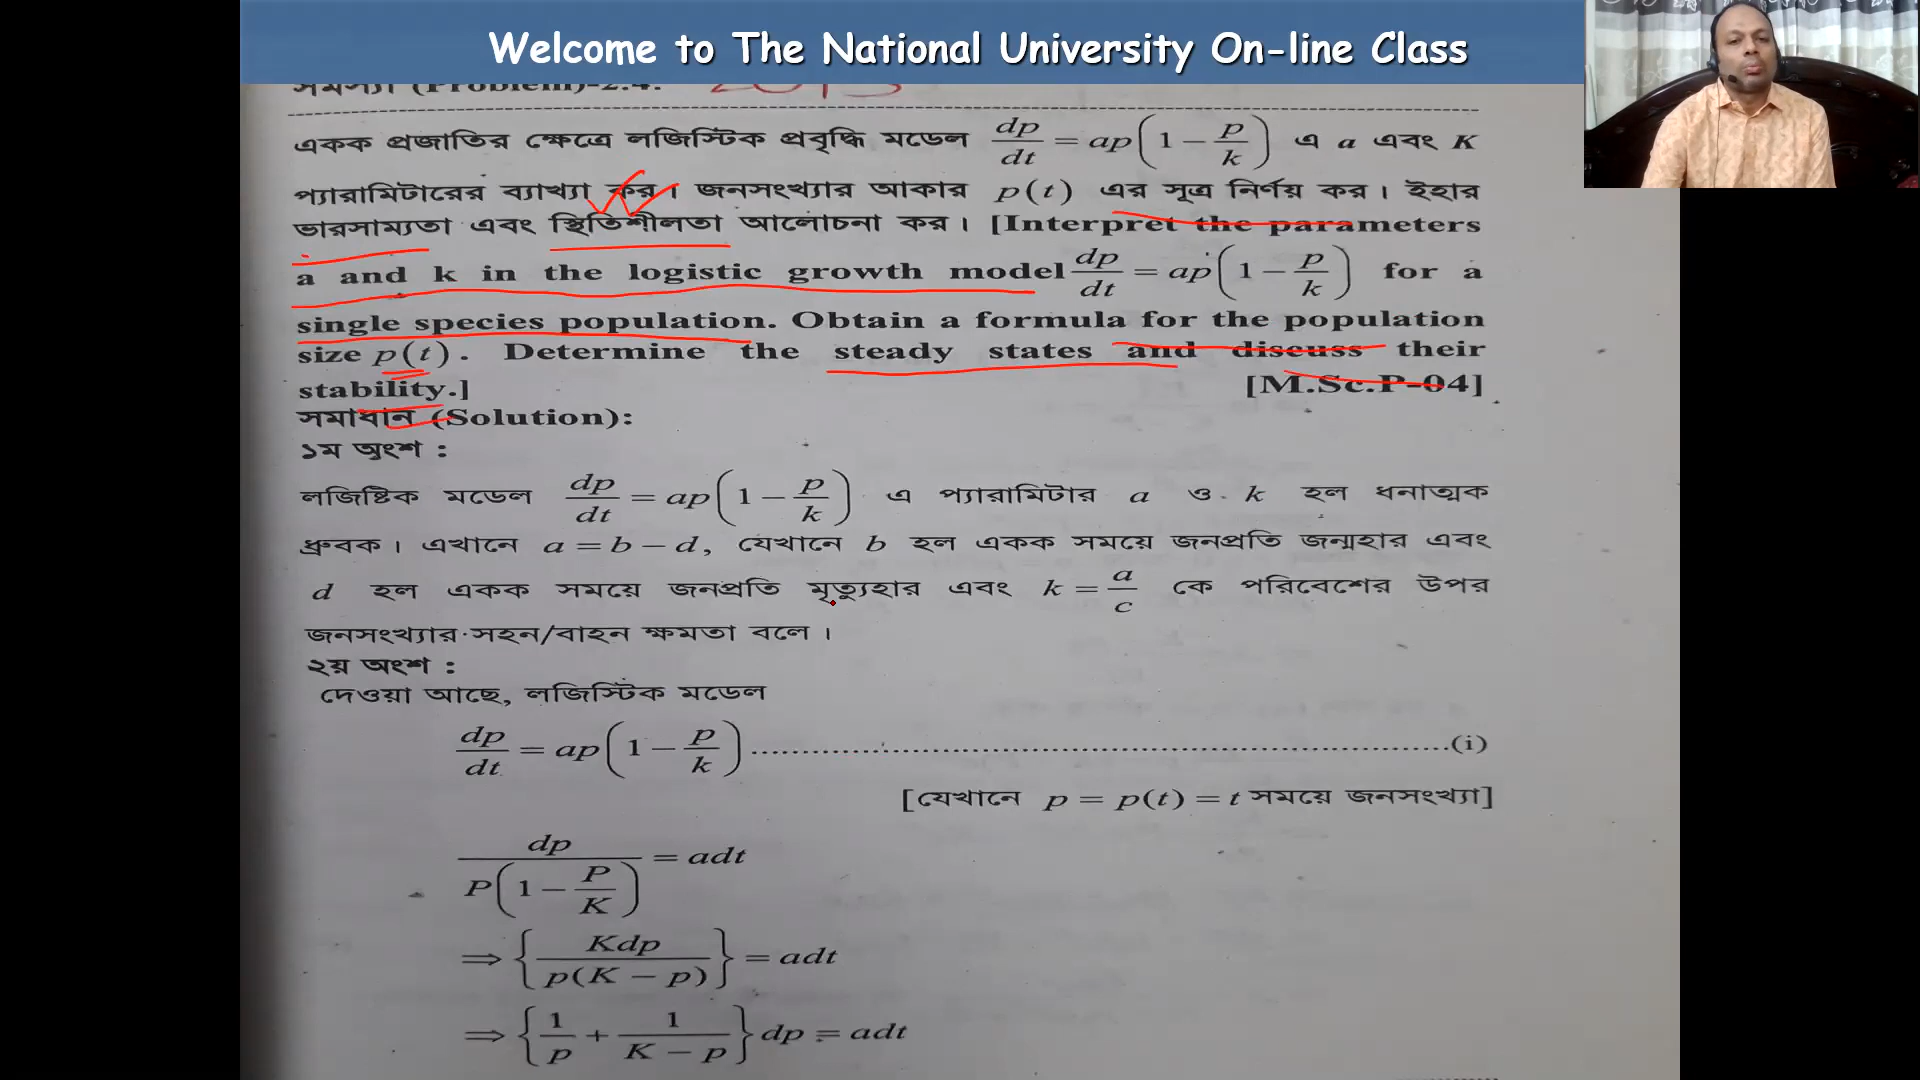 Welcome to The National University On-line Class
সমস্যা (Problem)-2.4:
একক প্রজাতির ক্ষেত্রে লজিস্টিক প্রবৃদ্ধি মডেল dp/dt = ap(1 − p/k) এ a এবং K
প্যারামিটারের ব্যাখ্যা কর। জনসংখ্যার আকার p(t) এর সূত্র নির্ণয় কর। ইহার
ভারসাম্যতা এবং স্থিতিশীলতা আলোচনা কর। [Interpret the parameters
a and k in the logistic growth model dp/dt = ap(1 − p/k) for a
single species population. Obtain a formula for the population
size p(t). Determine the steady states and discuss their
stability.] [M.Sc.P-04]
সমাধান (Solution):
১ম অংশ :
লজিষ্টিক মডেল dp/dt = ap(1 − p/k) এ প্যারামিটার a ও k হল ধনাত্মক
ধ্রুবক। এখানে a = b − d, যেখানে b হল একক সময়ে জনপ্রতি জন্মহার এবং
d হল একক সময়ে জনপ্রতি মৃত্যুহার এবং k = a/c কে পরিবেশের উপর
জনসংখ্যার সহন/বাহন ক্ষমতা বলে।
২য় অংশ :
দেওয়া আছে, লজিস্টিক মডেল
dp/dt = ap(1 − p/k) ............(i)
[যেখানে p = p(t) = t সময়ে জনসংখ্যা]
dp/P(1 − P/K) = adt
⇒ {Kdp/p(K − p)} = adt
⇒ {1/p + 1/(K − p)} dp = adt